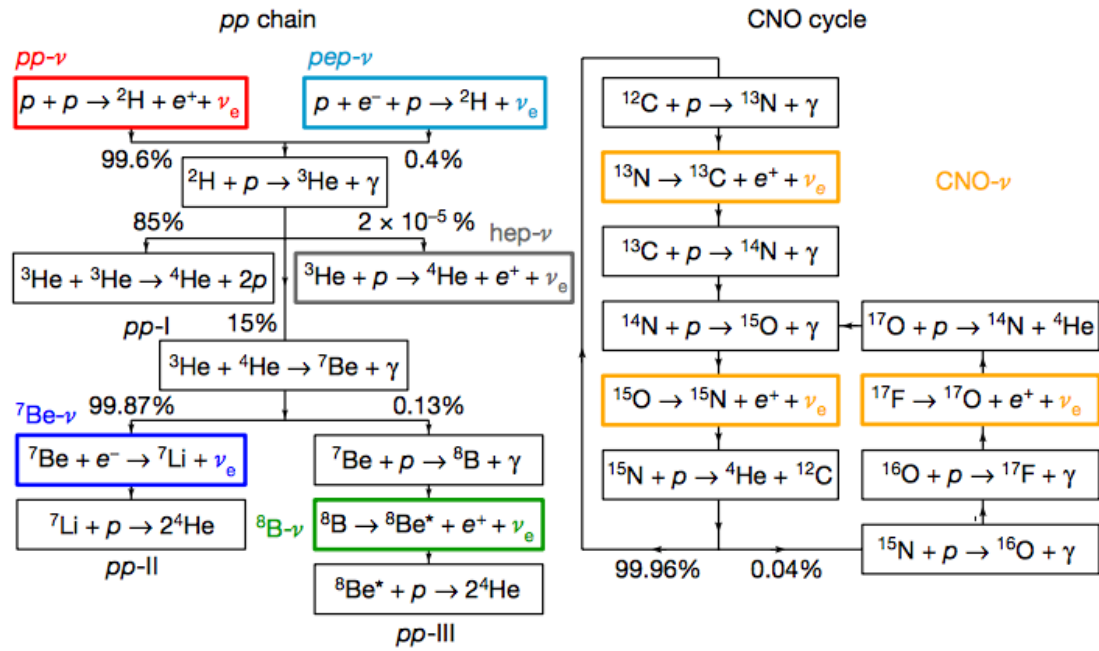 pp chain
pp-ν
pep-ν
p + p → ²H + e⁺ + νₑ
p + e⁻ + p → ²H + νₑ
99.6%
0.4%
²H + p → ³He + γ
85%
2 × 10⁻⁵ %
hep-ν
³He + ³He → ⁴He + 2p
³He + p → ⁴He + e⁺ + νₑ
pp-I
15%
³He + ⁴He → ⁷Be + γ
⁷Be-ν
99.87%
0.13%
⁷Be + e⁻ → ⁷Li + νₑ
⁷Be + p → ⁸B + γ
⁷Li + p → 2⁴He
⁸B-ν
⁸B → ⁸Be* + e⁺ + νₑ
pp-II
⁸Be* + p → 2⁴He
pp-III
CNO cycle
¹²C + p → ¹³N + γ
¹³N → ¹³C + e⁺ + νₑ
CNO-ν
¹³C + p → ¹⁴N + γ
¹⁴N + p → ¹⁵O + γ
¹⁷O + p → ¹⁴N + ⁴He
¹⁵O → ¹⁵N + e⁺ + νₑ
¹⁷F → ¹⁷O + e⁺ + νₑ
¹⁵N + p → ⁴He + ¹²C
¹⁶O + p → ¹⁷F + γ
¹⁵N + p → ¹⁶O + γ
99.96%
0.04%